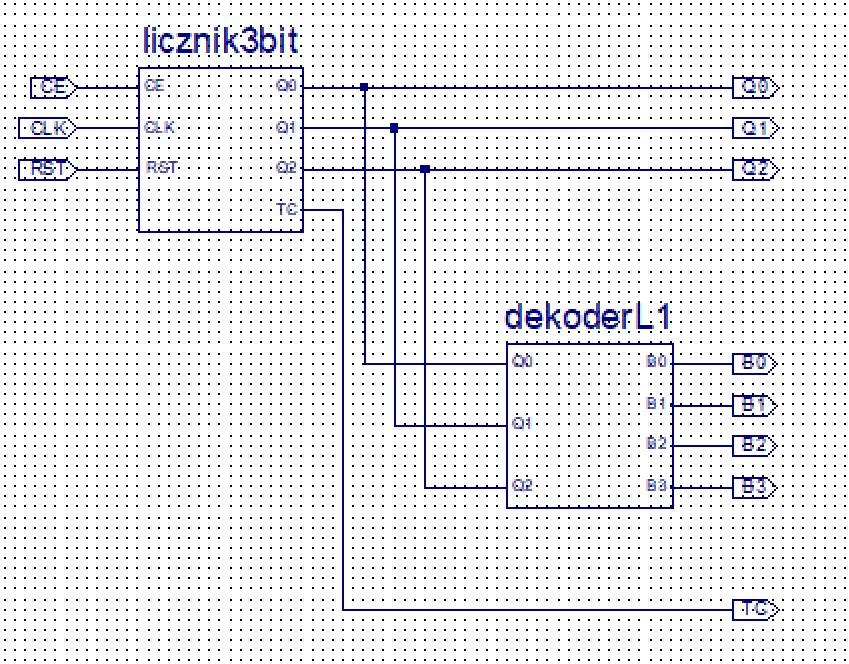 licznik3bit
CE CE Q0 Q0
CLK CLK Q1 Q1
RST RST Q2 Q2
TC
dekoderL1
Q0 B0 B0
B1 B1
Q1
B2 B2
Q2 B3 B3
TC